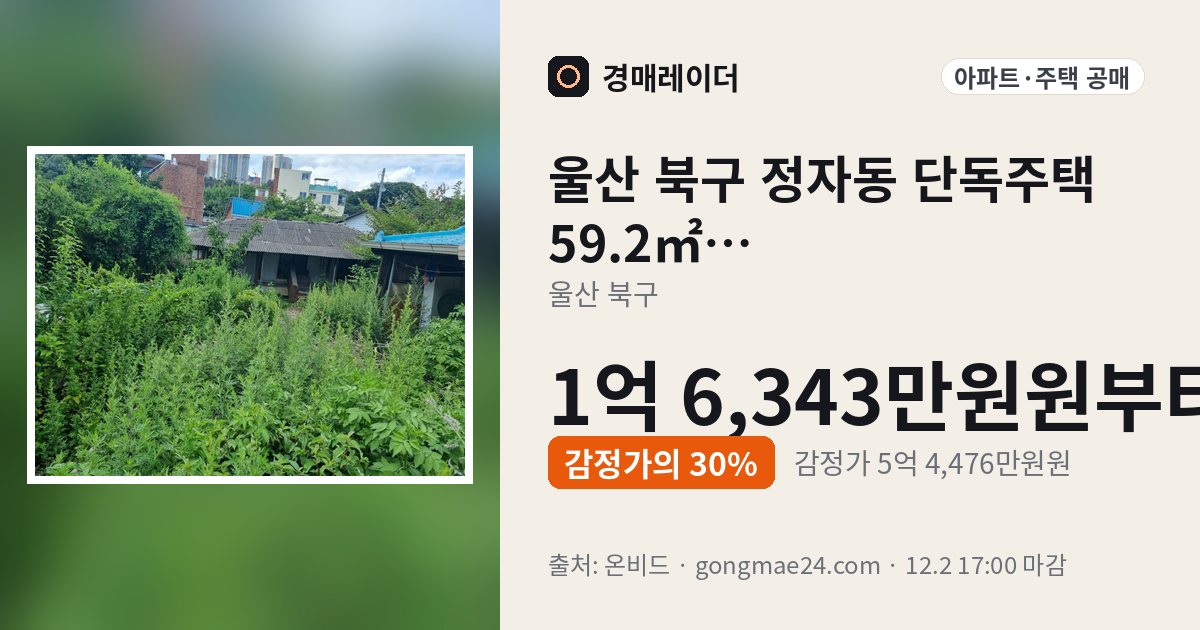 경매레이더
아파트·주택 공매
울산 북구 정자동 단독주택
59.2㎡…
울산 북구
1억 6,343만원원부터
감정가의 30%
감정가 5억 4,476만원원
출처: 온비드 · gongmae24.com · 12.2 17:00 마감